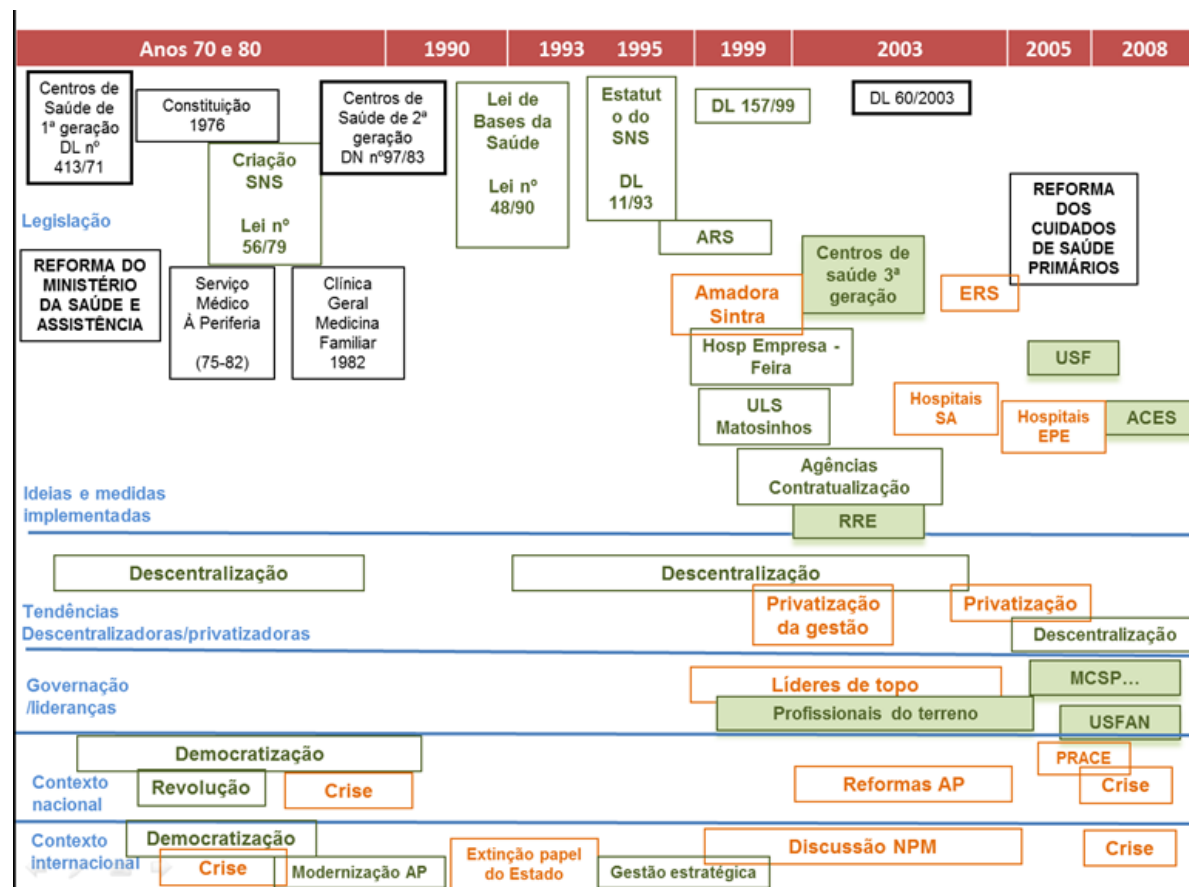 Anos 70 e 80
1990
1993
1995
1999
2003
2005
2008
Centros de
Saúde de
1ª geração
DL nº
413/71
Constituição
1976
Criação
SNS
Lei nº
56/79
Centros de
Saúde de 2ª
geração
DN nº97/83
Lei de
Bases da
Saúde
Lei nº
48/90
Estatut
o do
SNS
DL
11/93
DL 157/99
DL 60/2003
Legislação
ARS
REFORMA
DOS
CUIDADOS
DE SAÚDE
PRIMÁRIOS
REFORMA DO
MINISTÉRIO
DA SAÚDE E
ASSISTÊNCIA
Serviço
Médico
À Periferia
(75-82)
Clínica
Geral
Medicina
Familiar
1982
Amadora
Sintra
Centros de
saúde 3ª
geração
ERS
Hosp Empresa -
Feira
USF
ULS
Matosinhos
Hospitais
SA
Hospitais
EPE
ACES
Agências
Contratualização
RRE
Ideias e medidas
implementadas
Descentralização
Descentralização
Privatização
da gestão
Privatização
Descentralização
Tendências
Descentralizadoras/privatizadoras
Governação
/lideranças
Líderes de topo
MCSP...
Profissionais do terreno
USFAN
Democratização
Revolução
Crise
Reformas AP
PRACE
Crise
Contexto
nacional
Contexto
internacional
Democratização
Crise
Modernização AP
Extinção papel
do Estado
Gestão estratégica
Discussão NPM
Crise